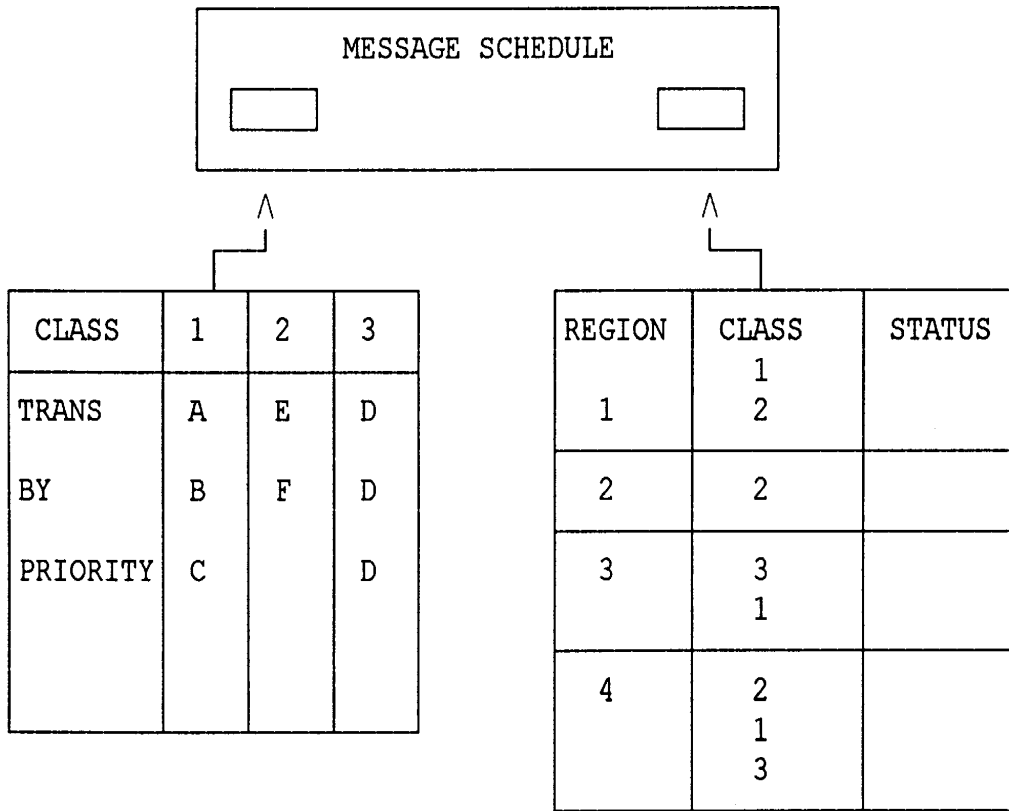 MESSAGE SCHEDULE
CLASS 1 2 3
TRANS A E D
BY B F D
PRIORITY C D
REGION CLASS STATUS
1
1 2
2 2
3 3
1
4 2
1
3